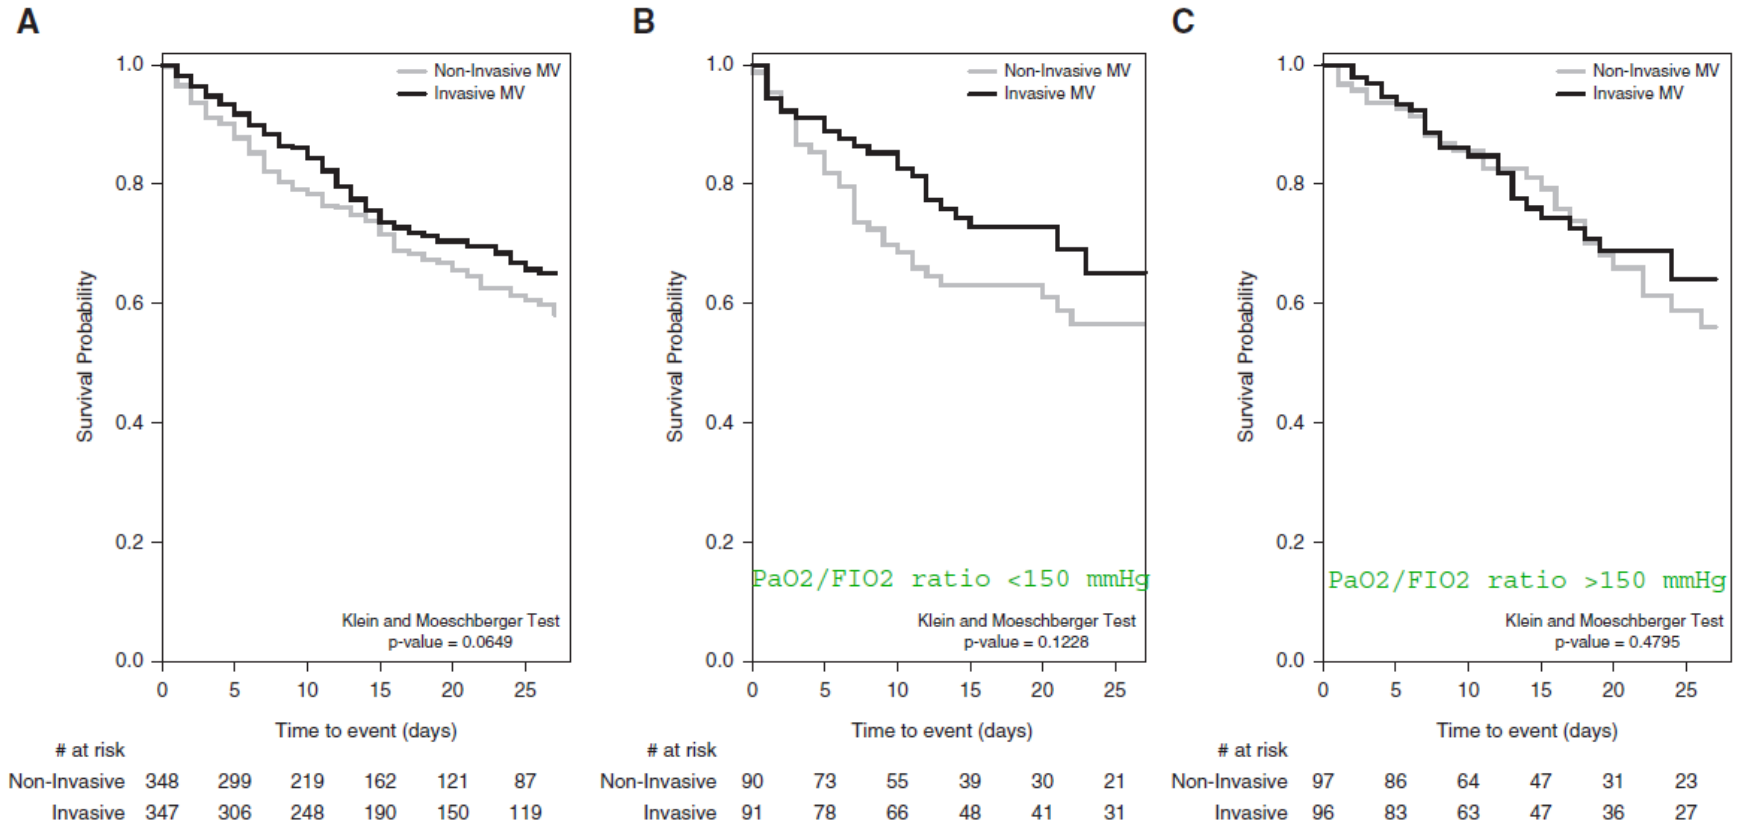 A
B
C
1.0
0.8
0.6
0.4
0.2
0.0
Survival Probability
Non-Invasive MV
Invasive MV
Klein and Moeschberger Test
p-value = 0.0649
0 5 10 15 20 25
Time to event (days)
# at risk
Non-Invasive 348 299 219 162 121 87
Invasive 347 306 248 190 150 119
1.0
0.8
0.6
0.4
0.2
0.0
Survival Probability
Non-Invasive MV
Invasive MV
PaO2/FIO2 ratio <150 mmHg
Klein and Moeschberger Test
p-value = 0.1228
0 5 10 15 20 25
Time to event (days)
# at risk
Non-Invasive 90 73 55 39 30 21
Invasive 91 78 66 48 41 31
1.0
0.8
0.6
0.4
0.2
0.0
Survival Probability
Non-Invasive MV
Invasive MV
PaO2/FIO2 ratio >150 mmHg
Klein and Moeschberger Test
p-value = 0.4795
0 5 10 15 20 25
Time to event (days)
# at risk
Non-Invasive 97 86 64 47 31 23
Invasive 96 83 63 47 36 27